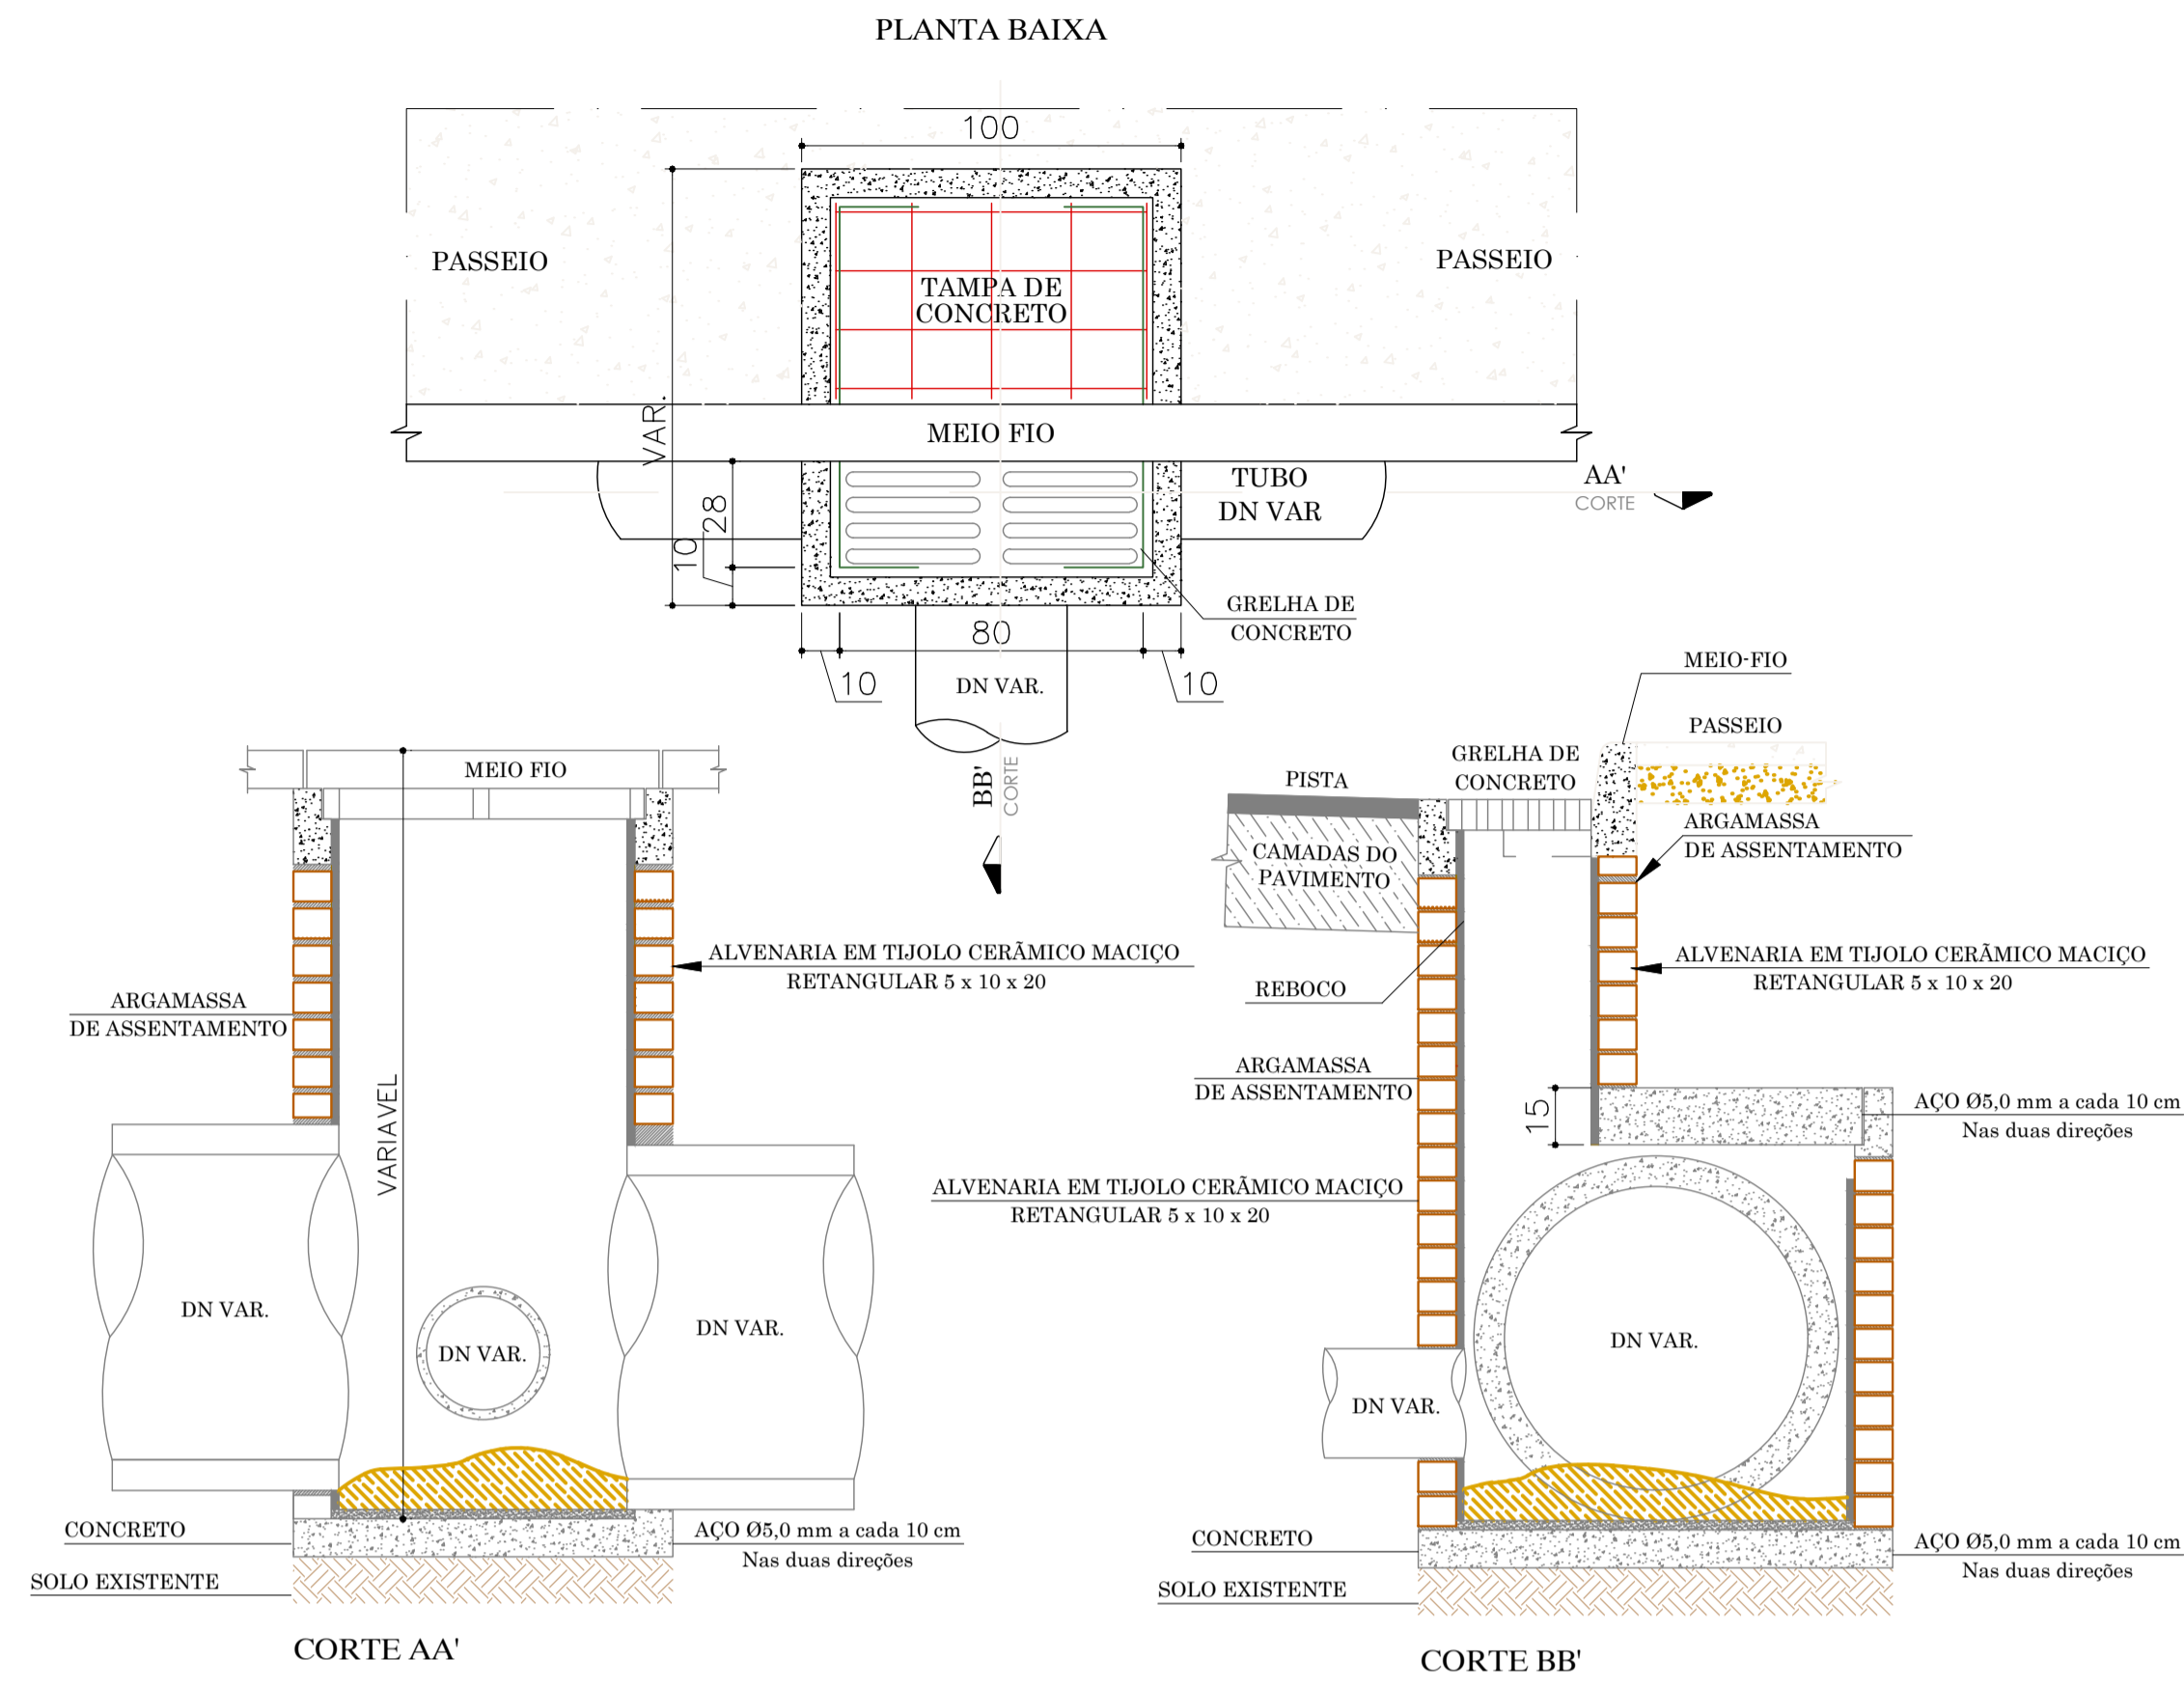 PLANTA BAIXA
100
PASSEIO
PASSEIO
TAMPA DE
CONCRETO
VAR.
MEIO FIO
TUBO
DN VAR
AA'
CORTE
28
10
GRELHA DE
CONCRETO
80
10
10
DN VAR.
BB'
CORTE
MEIO FIO
ARGAMASSA
DE ASSENTAMENTO
ALVENARIA EM TIJOLO CERÃMICO MACIÇO
RETANGULAR 5 x 10 x 20
VARIAVEL
DN VAR.
DN VAR.
DN VAR.
CONCRETO
SOLO EXISTENTE
AÇO Ø5,0 mm a cada 10 cm
Nas duas direções
CORTE AA'
MEIO-FIO
PASSEIO
GRELHA DE
CONCRETO
PISTA
CAMADAS DO
PAVIMENTO
ARGAMASSA
DE ASSENTAMENTO
ALVENARIA EM TIJOLO CERÃMICO MACIÇO
RETANGULAR 5 x 10 x 20
REBOCO
ARGAMASSA
DE ASSENTAMENTO
15
AÇO Ø5,0 mm a cada 10 cm
Nas duas direções
ALVENARIA EM TIJOLO CERÃMICO MACIÇO
RETANGULAR 5 x 10 x 20
DN VAR.
DN VAR.
CONCRETO
SOLO EXISTENTE
AÇO Ø5,0 mm a cada 10 cm
Nas duas direções
CORTE BB'